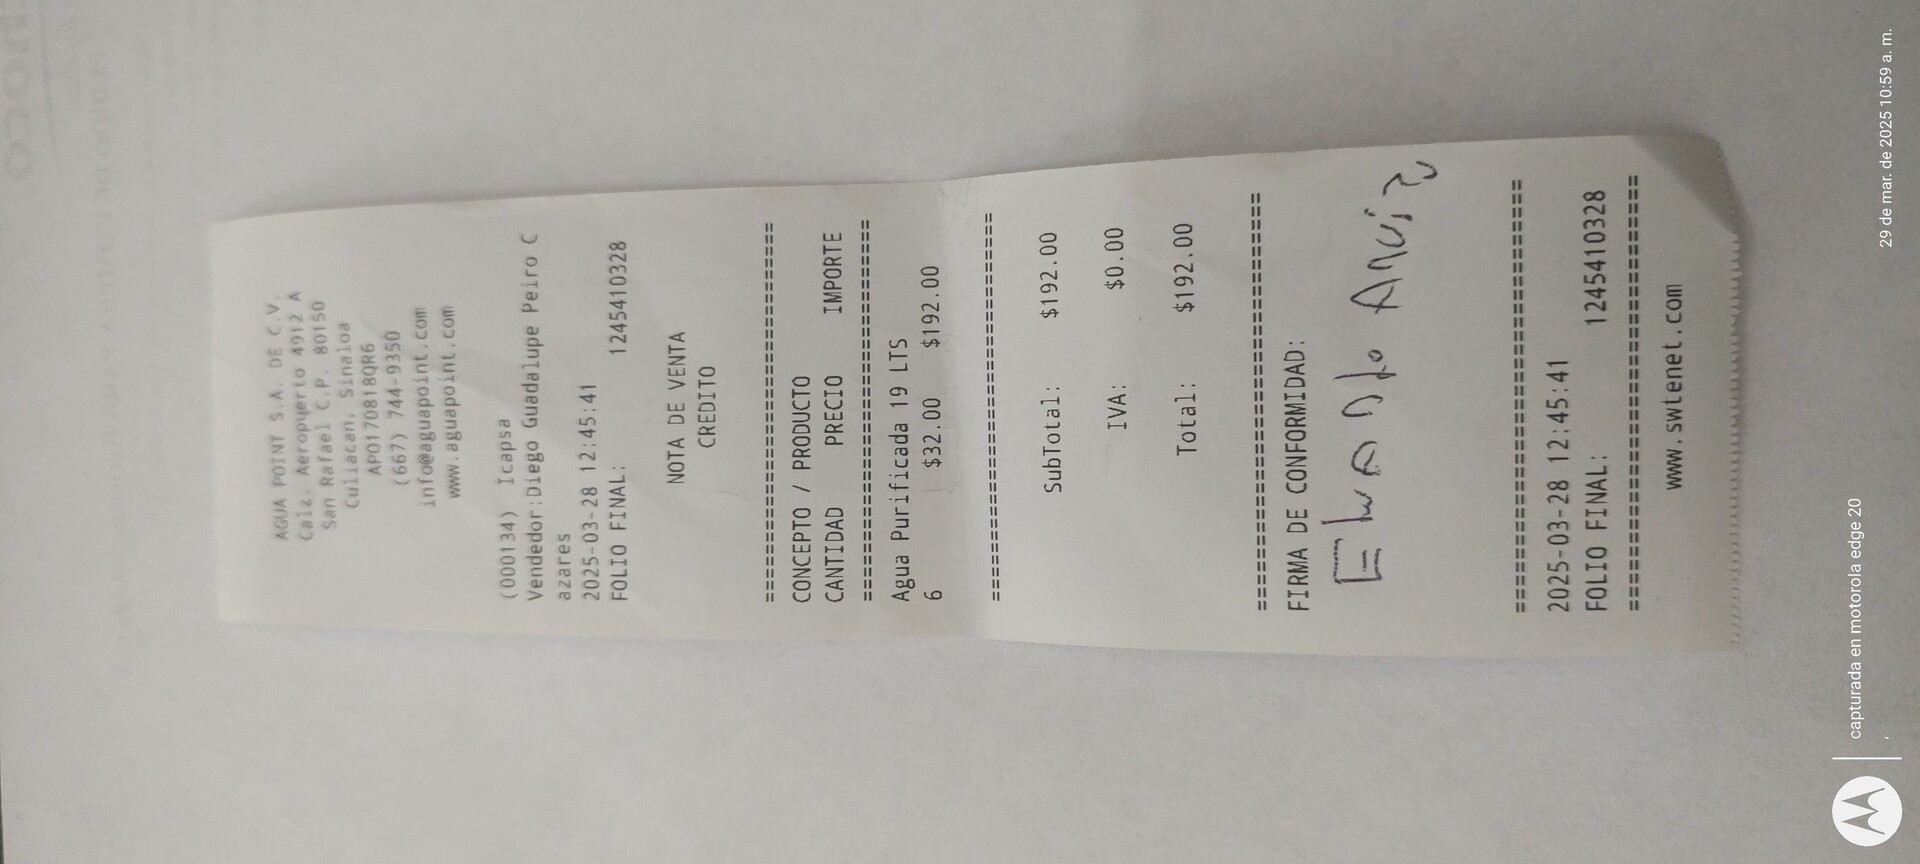 AGUA POINT S.A. DE C.V.
Calz. Aeropuerto 4912 A
San Rafael C.P. 80150
Culiacan, Sinaloa
APO170818QR6
(667) 744-9350
info@aguapoint.com
www.aguapoint.com
(000134) Icapsa
Vendedor:Diego Guadalupe Peiro C
azares
2025-03-28 12:45:41
FOLIO FINAL: 1245410328
NOTA DE VENTA
CREDITO
================================
CONCEPTO / PRODUCTO
CANTIDAD PRECIO IMPORTE
================================
Agua Purificada 19 LTS
6 $32.00 $192.00
================================
SubTotal: $192.00
IVA: $0.00
Total: $192.00
================================
FIRMA DE CONFORMIDAD:
================================
2025-03-28 12:45:41
FOLIO FINAL: 1245410328
================================
www.swtenet.com
capturada en motorola edge 20
29 de mar. de 2025 10:59 a. m.